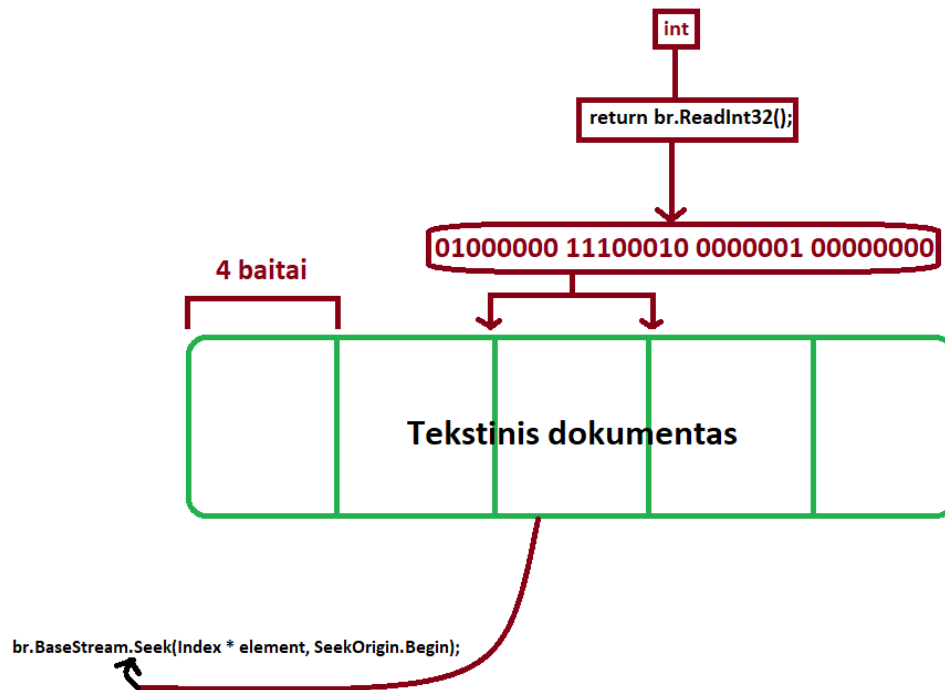 int
return br.ReadInt32();
01000000 11100010 0000001 00000000
4 baitai
Tekstinis dokumentas
br.BaseStream.Seek(Index * element, SeekOrigin.Begin);